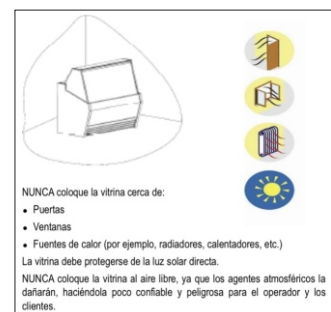 NUNCA coloque la vitrina cerca de:
• Puertas
• Ventanas
• Fuentes de calor (por ejemplo, radiadores, calentadores, etc.)
La vitrina debe protegerse de la luz solar directa.
NUNCA coloque la vitrina al aire libre, ya que los agentes atmosféricos la
dañarán, haciéndola poco confiable y peligrosa para el operador y los
clientes.